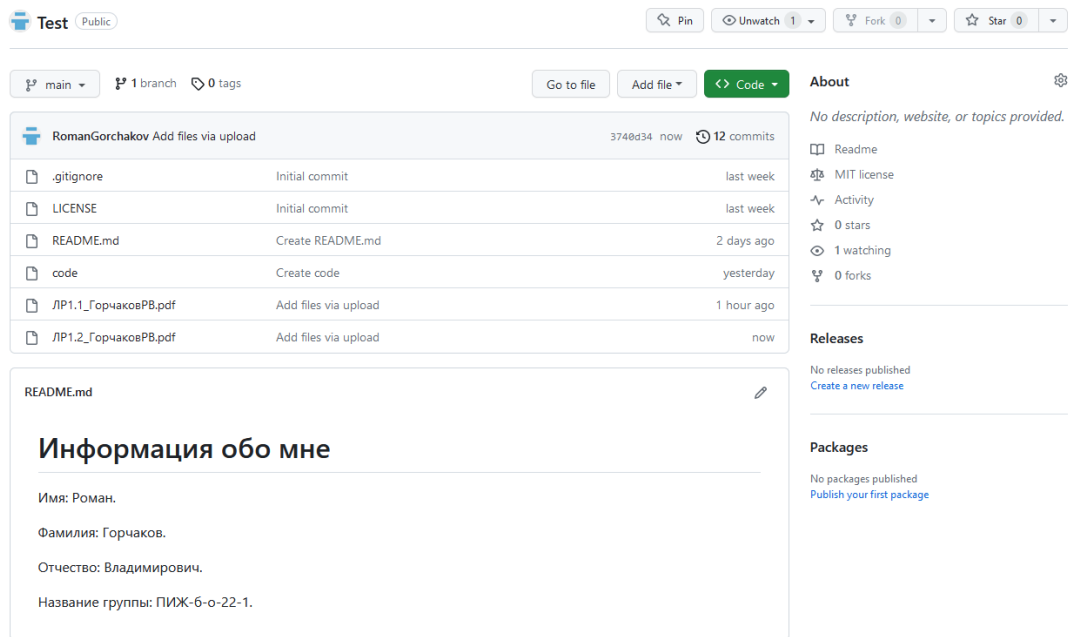 Test Public Pin Unwatch 1 Fork 0 Star 0
main 1 branch 0 tags Go to file Add file Code
RomanGorchakov Add files via upload 3740d34 now 12 commits
.gitignore Initial commit last week
LICENSE Initial commit last week
README.md Create README.md 2 days ago
code Create code yesterday
ЛР1.1_ГорчаковРВ.pdf Add files via upload 1 hour ago
ЛР1.2_ГорчаковРВ.pdf Add files via upload now
README.md
Информация обо мне
Имя: Роман.
Фамилия: Горчаков.
Отчество: Владимирович.
Название группы: ПИЖ-б-о-22-1.
About
No description, website, or topics provided.
Readme
MIT license
Activity
0 stars
1 watching
0 forks
Releases
No releases published
Create a new release
Packages
No packages published
Publish your first package